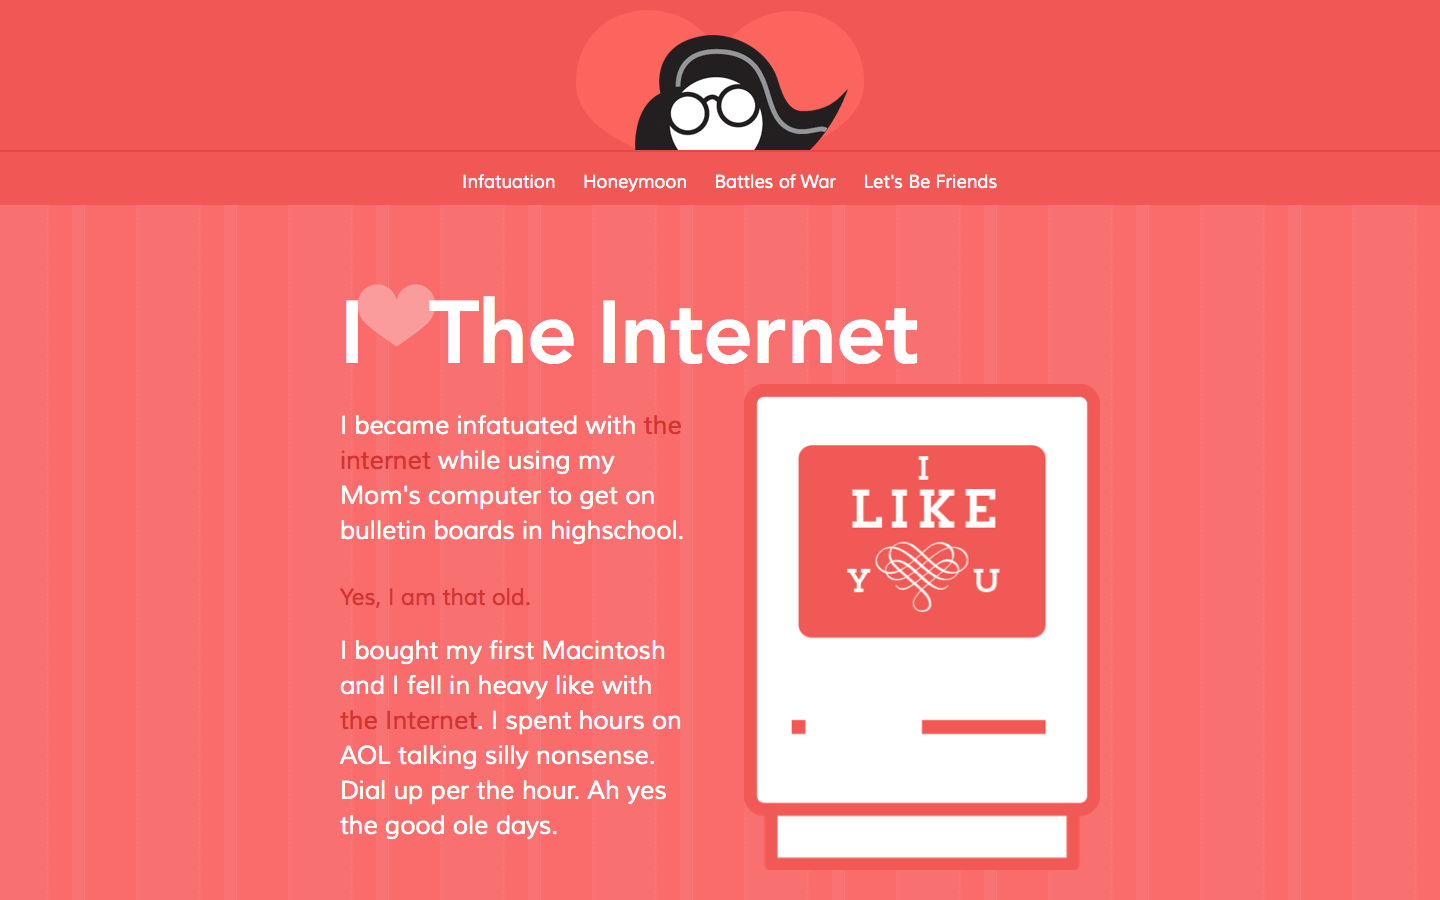 Infatuation Honeymoon Battles of War Let's Be Friends
I The Internet
I became infatuated with the
internet while using my
Mom's computer to get on
bulletin boards in highschool.
Yes, I am that old.
I bought my first Macintosh
and I fell in heavy like with
the Internet. I spent hours on
AOL talking silly nonsense.
Dial up per the hour. Ah yes
the good ole days.
I
LIKE
Y U